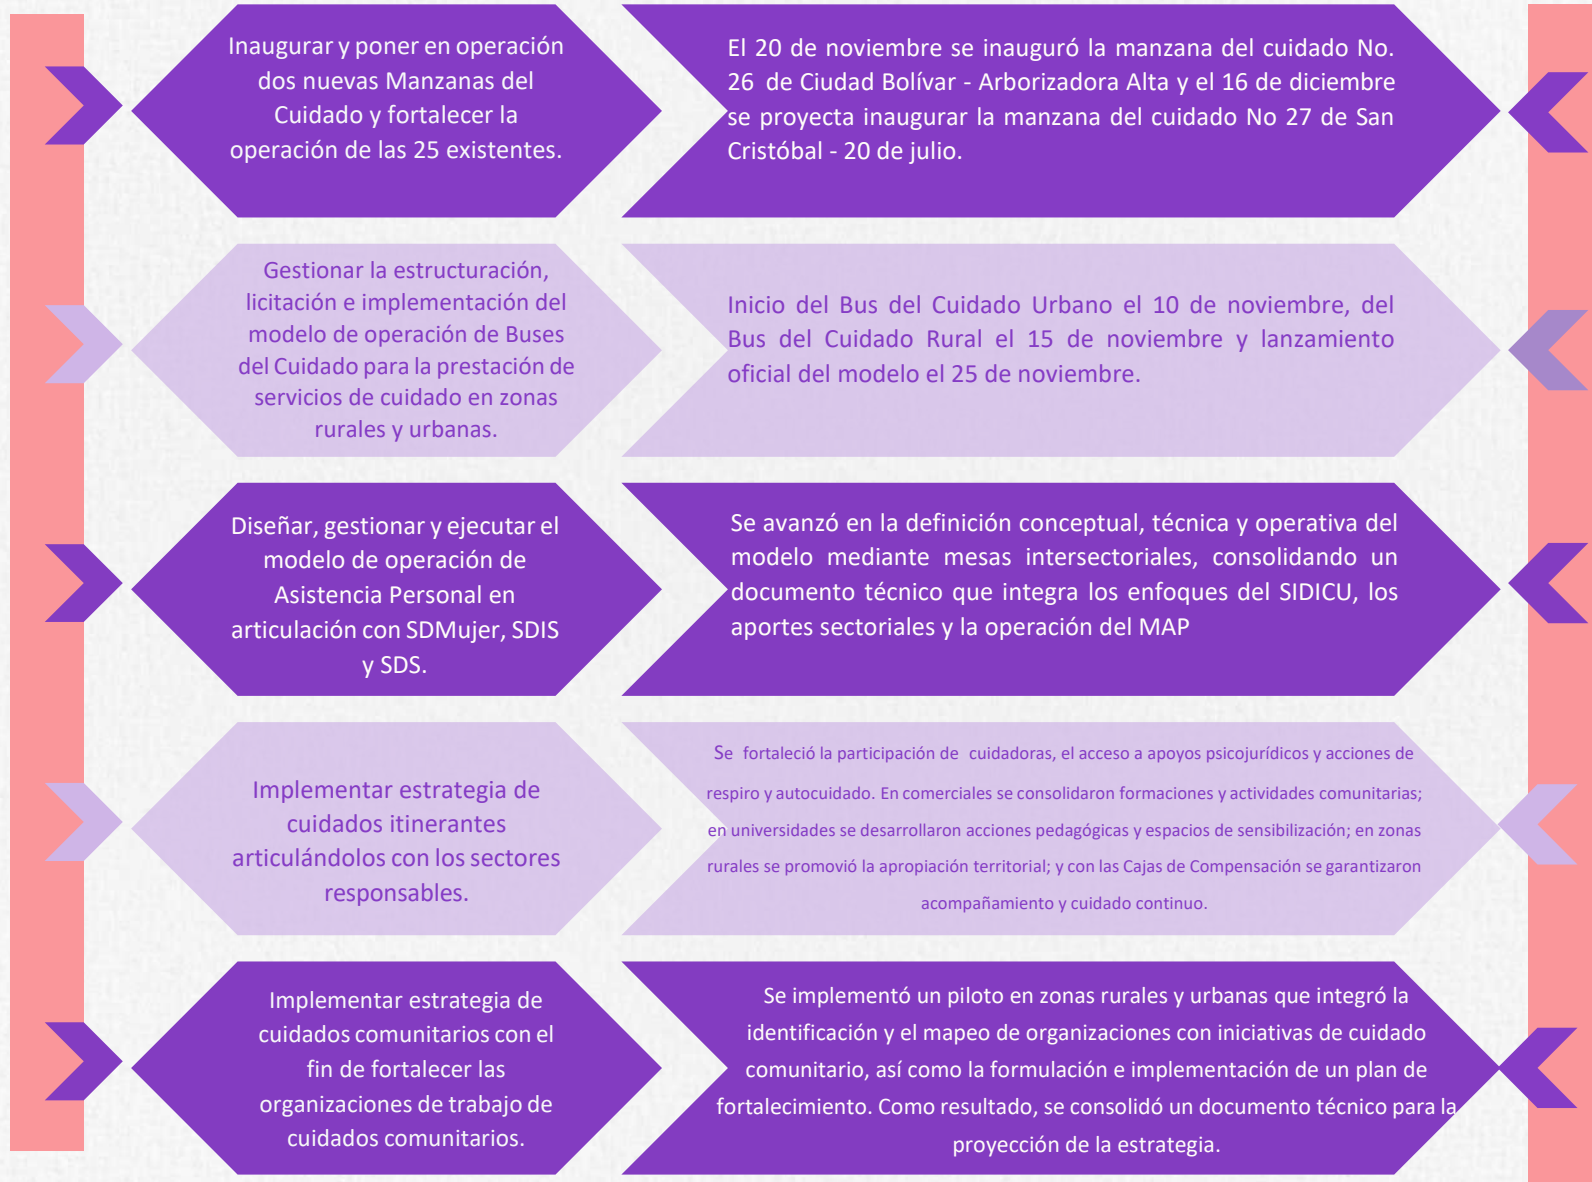 Inaugurar y poner en operación
dos nuevas Manzanas del
Cuidado y fortalecer la
operación de las 25 existentes.
El 20 de noviembre se inauguró la manzana del cuidado No.
26 de Ciudad Bolívar - Arborizadora Alta y el 16 de diciembre
se proyecta inaugurar la manzana del cuidado No 27 de San
Cristóbal - 20 de julio.
Gestionar la estructuración,
licitación e implementación del
modelo de operación de Buses
del Cuidado para la prestación de
servicios de cuidado en zonas
rurales y urbanas.
Inicio del Bus del Cuidado Urbano el 10 de noviembre, del
Bus del Cuidado Rural el 15 de noviembre y lanzamiento
oficial del modelo el 25 de noviembre.
Diseñar, gestionar y ejecutar el
modelo de operación de
Asistencia Personal en
articulación con SDMujer, SDIS
y SDS.
Se avanzó en la definición conceptual, técnica y operativa del
modelo mediante mesas intersectoriales, consolidando un
documento técnico que integra los enfoques del SIDICU, los
aportes sectoriales y la operación del MAP
Implementar estrategia de
cuidados itinerantes
articulándolos con los sectores
responsables.
Se fortaleció la participación de cuidadoras, el acceso a apoyos psicojurídicos y acciones de
respiro y autocuidado. En comerciales se consolidaron formaciones y actividades comunitarias;
en universidades se desarrollaron acciones pedagógicas y espacios de sensibilización; en zonas
rurales se promovió la apropiación territorial; y con las Cajas de Compensación se garantizaron
acompañamiento y cuidado continuo.
Implementar estrategia de
cuidados comunitarios con el
fin de fortalecer las
organizaciones de trabajo de
cuidados comunitarios.
Se implementó un piloto en zonas rurales y urbanas que integró la
identificación y el mapeo de organizaciones con iniciativas de cuidado
comunitario, así como la formulación e implementación de un plan de
fortalecimiento. Como resultado, se consolidó un documento técnico para la
proyección de la estrategia.